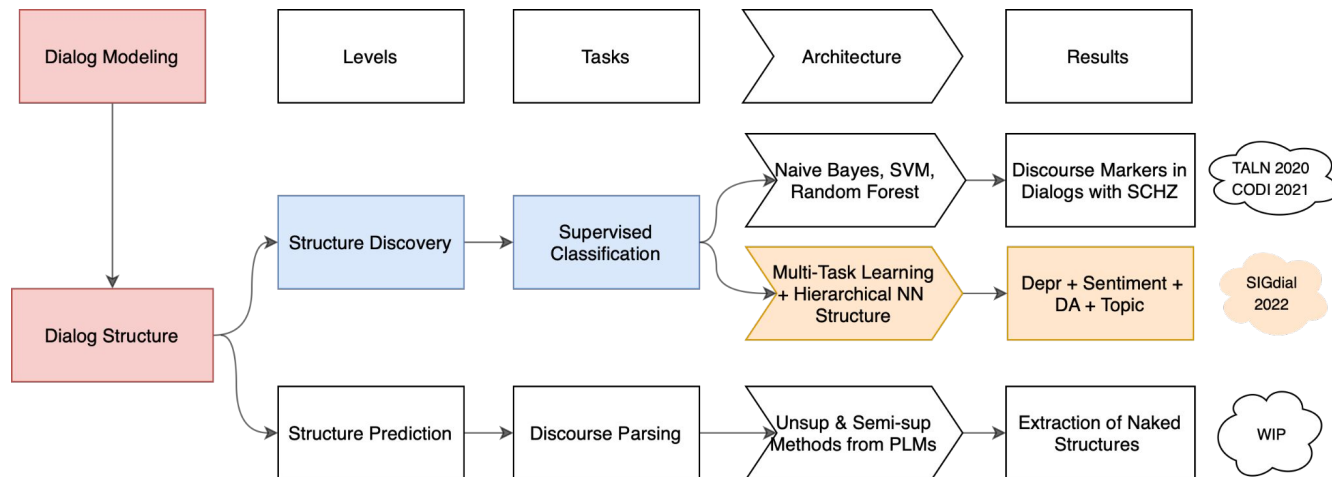 Dialog Modeling
Levels
Tasks
Architecture
Results
Naive Bayes, SVM,
Random Forest
Discourse Markers in
Dialogs with SCHZ
TALN 2020
CODI 2021
Structure Discovery
Supervised
Classification
Multi-Task Learning
+ Hierarchical NN
Structure
Depr + Sentiment +
DA + Topic
SIGdial
2022
Dialog Structure
Structure Prediction
Discourse Parsing
Unsup & Semi-sup
Methods from PLMs
Extraction of Naked
Structures
WIP